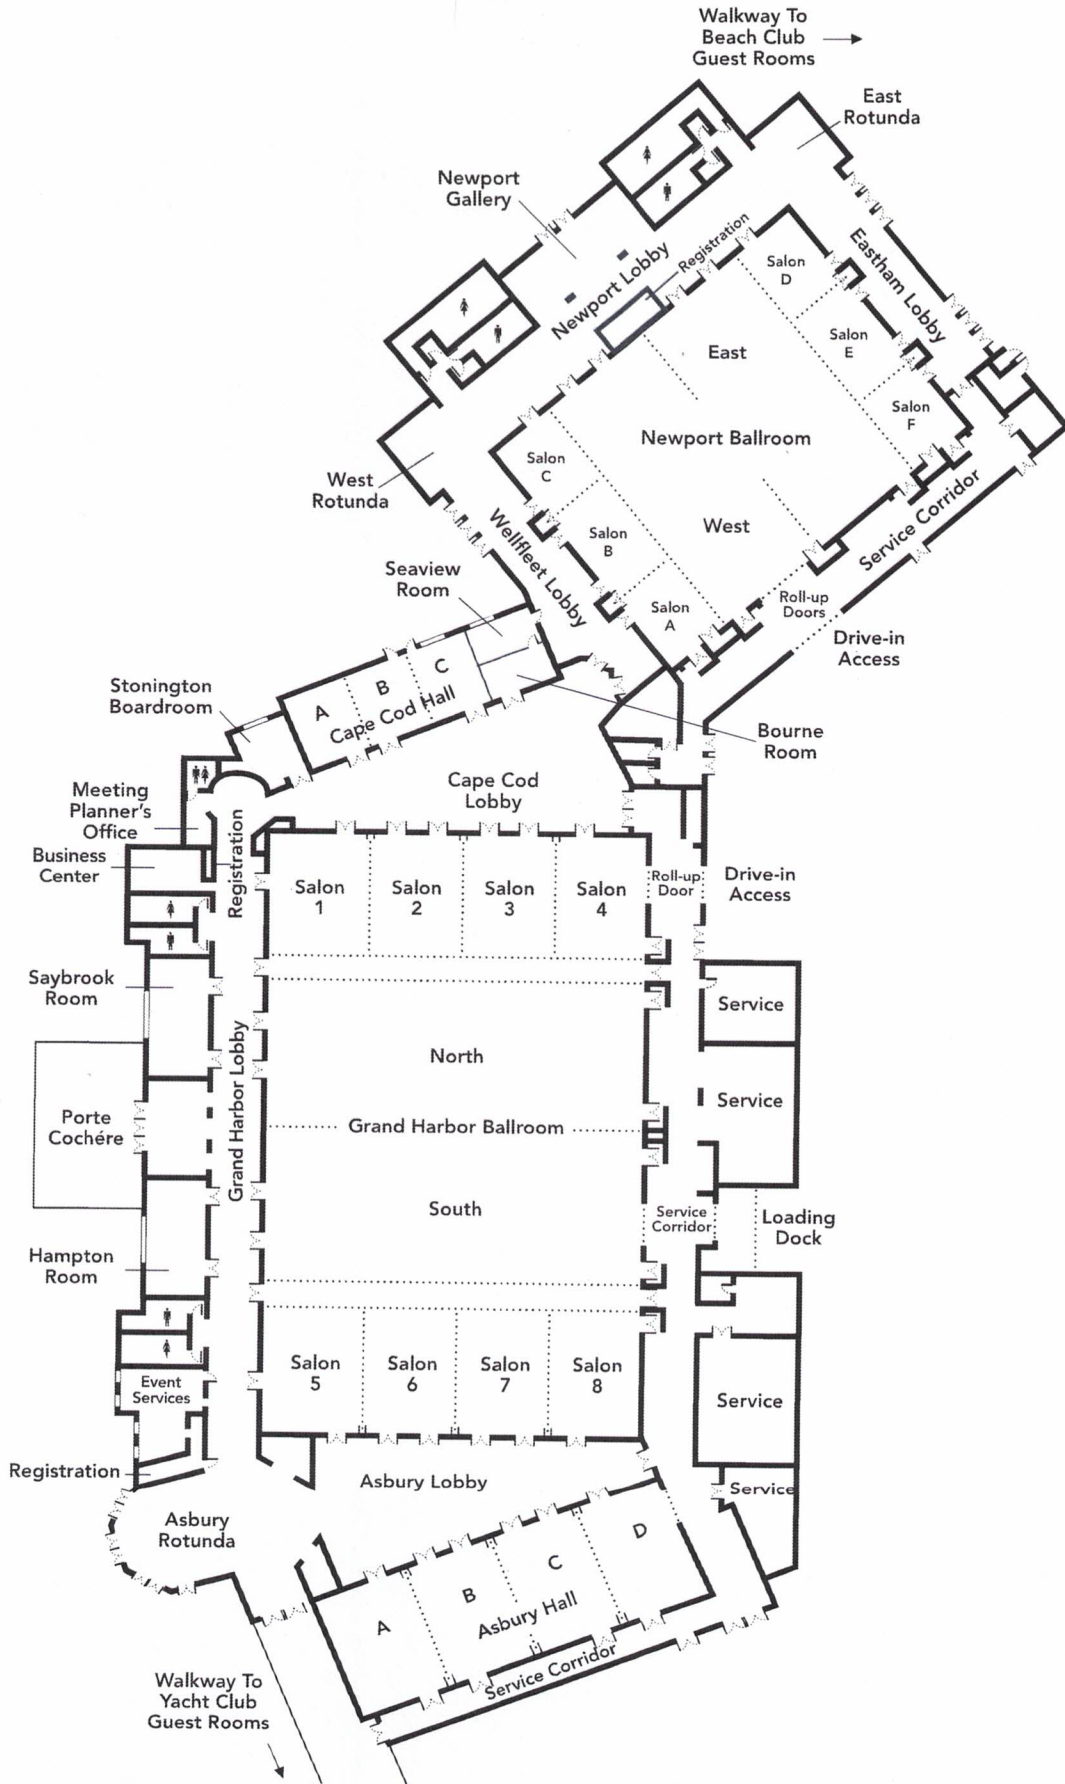 Walkway To
Beach Club
Guest Rooms
East
Rotunda
Newport
Gallery
Registration
Newport Lobby
Eastham Lobby
Salon
D
Salon
E
East
Salon
F
Newport Ballroom
Salon
C
West
Rotunda
Service Corridor
West
Wellfleet Lobby
Salon
B
Seaview
Room
Salon
A
Roll-up
Doors
Drive-in
Access
C
B
A
Cape Cod Hall
Stonington
Boardroom
Bourne
Room
Cape Cod
Lobby
Meeting
Planner's
Office
Business
Center
Registration
Salon
1
Salon
2
Salon
3
Salon
4
Roll-up
Door
Drive-in
Access
Saybrook
Room
Service
Grand Harbor Lobby
North
Service
Porte
Cochére
Grand Harbor Ballroom
South
Service
Corridor
Loading
Dock
Hampton
Room
Salon
5
Salon
6
Salon
7
Salon
8
Event
Services
Service
Registration
Asbury Lobby
Service
Asbury
Rotunda
D
C
B
A
Asbury Hall
Service Corridor
Walkway To
Yacht Club
Guest Rooms